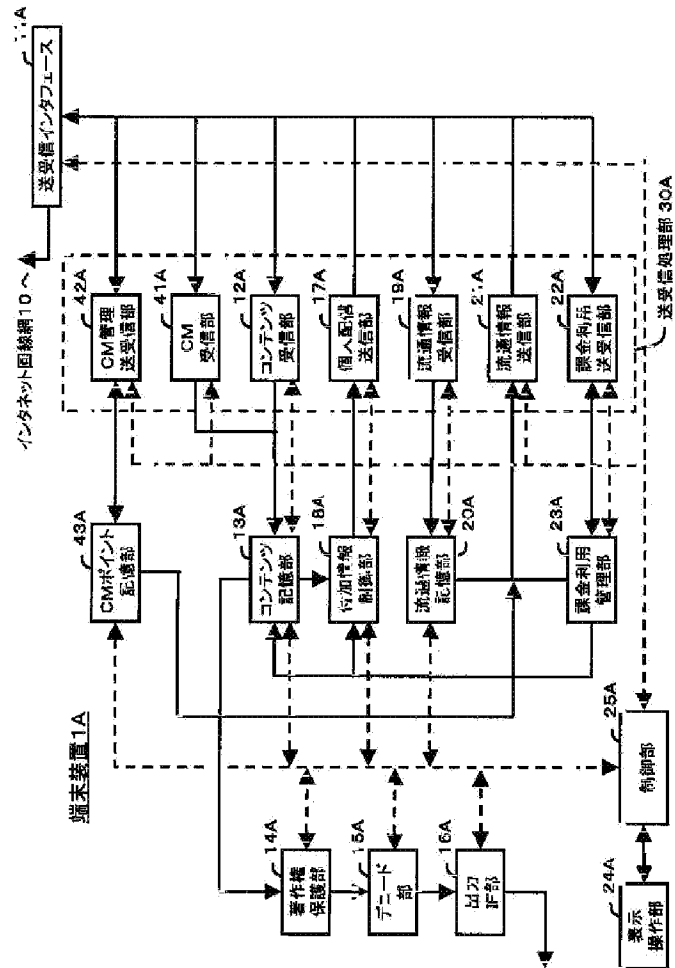 端末装置1A
インタネット回線網10 へ
送受信インタフェース
11A
42A
CM管理
送受信部
41A
CM
受信部
12A
コンテンツ
受信部
17A
個人配信
送信部
19A
流通情報
受信部
21A
流通情報
送信部
22A
課金利用
送受信部
送受信処理部 30A
43A
CMポイント
記憶部
13A
コンテンツ
記憶部
18A
付加情報
制御部
20A
流通情報
記憶部
23A
課金利用
管理部
14A
著作権
保護部
15A
デコード
部
16A
出力
IF部
25A
制御部
24A
表示
操作部